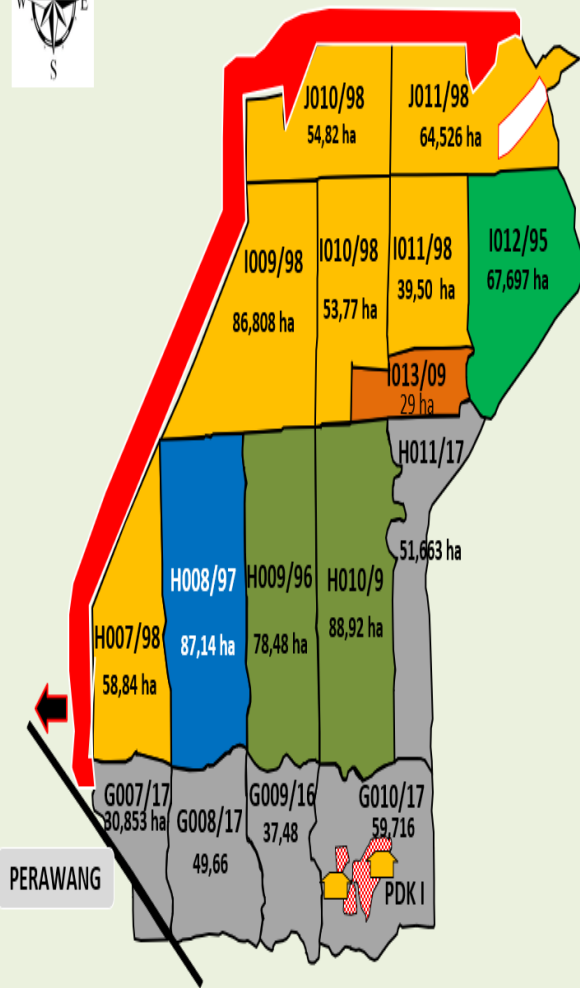 W E
S
J010/98
54,82 ha
J011/98
64,526 ha
I009/98
86,808 ha
I010/98
53,77 ha
I011/98
39,50 ha
I012/95
67,697 ha
I013/09
29 ha
H007/98
58,84 ha
H008/97
87,14 ha
H009/96
78,48 ha
H010/9
88,92 ha
H011/17
51,663 ha
G007/17
30,853 ha
G008/17
49,66
G009/16
37,48
G010/17
59,716
PDK I
PERAWANG